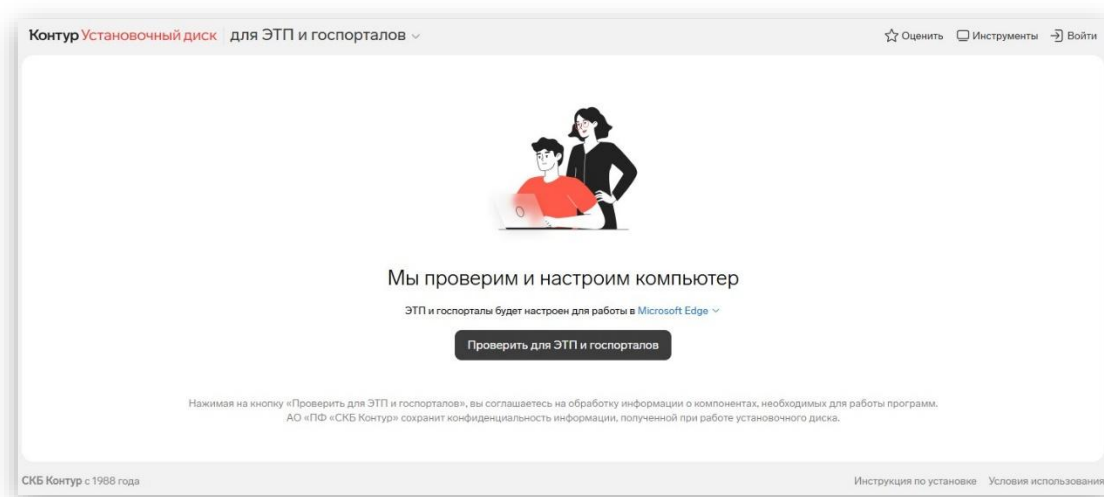 Контур Установочный диск для ЭТП и госпорталов
Оценить Инструменты Войти
Мы проверим и настроим компьютер
ЭТП и госпорталы будет настроен для работы в Microsoft Edge
Проверить для ЭТП и госпорталов
Нажимая на кнопку «Проверить для ЭТП и госпорталов», вы соглашаетесь на обработку информации о компонентах, необходимых для работы программ.
АО «ПФ «СКБ Контур» сохранит конфиденциальность информации, полученной при работе установочного диска.
СКБ Контур с 1988 года
Инструкция по установке Условия использования